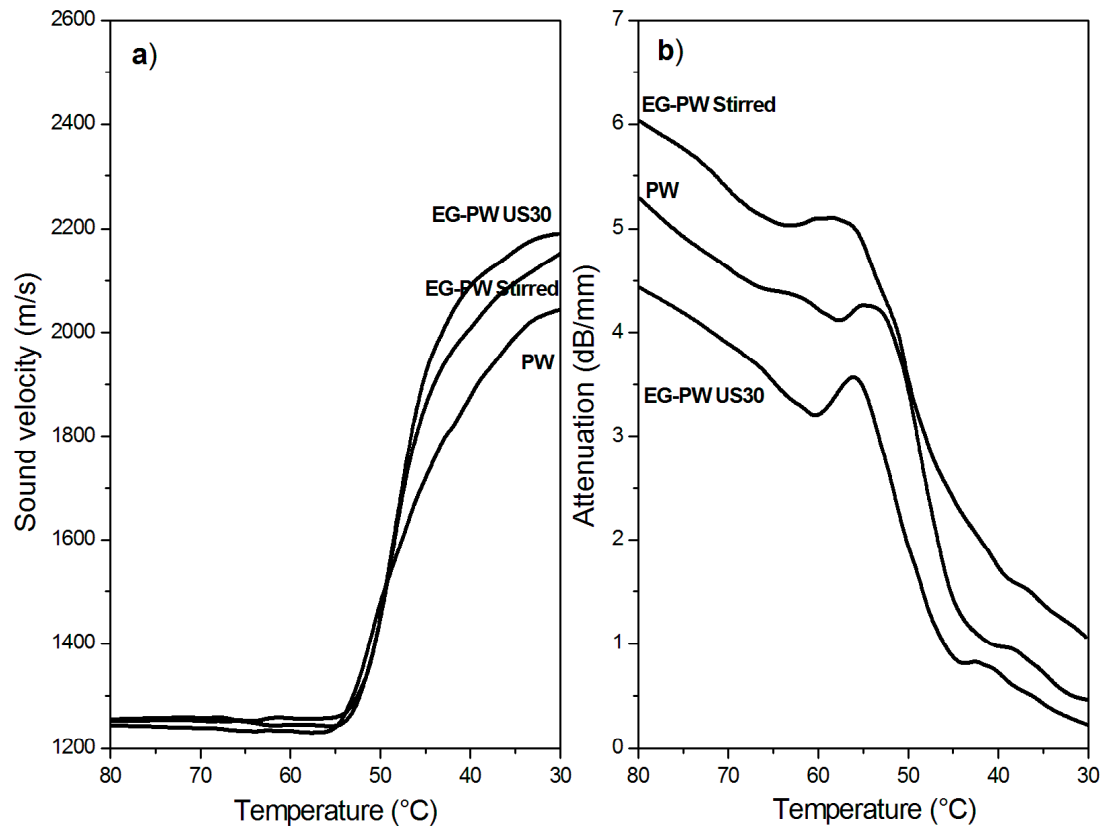 a)
2600
2400
2200
2000
1800
1600
1400
1200
Sound velocity (m/s)
EG-PW US30
EG-PW Stirred
PW
80
70
60
50
40
30
Temperature (°C)
b)
7
6
5
4
3
2
1
0
Attenuation (dB/mm)
EG-PW Stirred
PW
EG-PW US30
80
70
60
50
40
30
Temperature (°C)